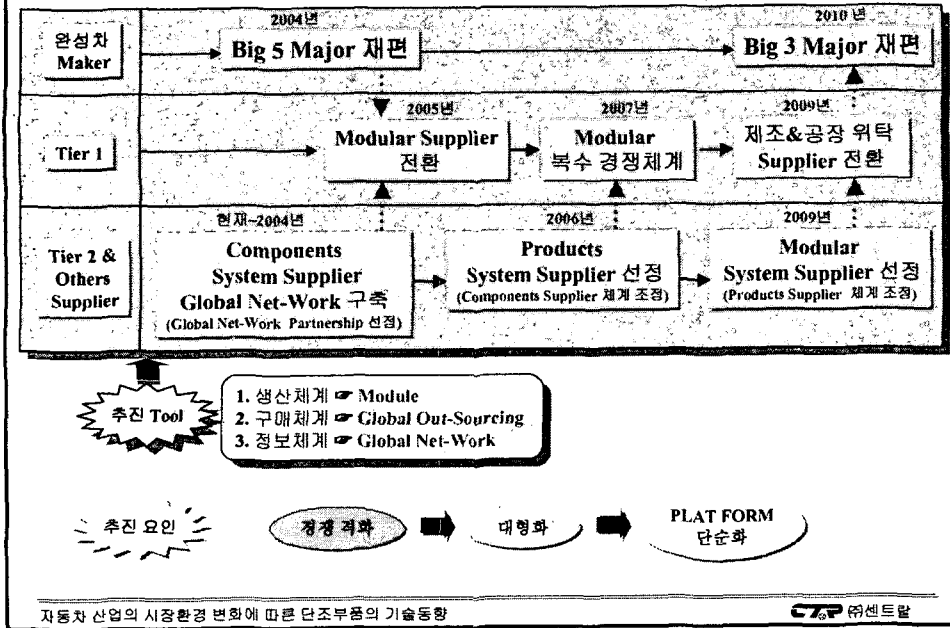 2004년
2010년
완성차
Maker
Big 5 Major 재편
Big 3 Major 재편
2005년
2007년
2009년
Tier 1
Modular Supplier
전환
Modular
복수 경쟁체계
제조&공장 위탁
Supplier 전환
현재~2004년
2006년
2009년
Tier 2 &
Others
Supplier
Components
System Supplier
Global Net-Work 구축
(Global Net-Work Partnership 선정)
Products
System Supplier 선정
(Components Supplier 체계 조정)
Modular
System Supplier 선정
(Products Supplier 체계 조정)
추진 Tool
1. 생산체계 ☞ Module
2. 구매체계 ☞ Global Out-Sourcing
3. 정보체계 ☞ Global Net-Work
추진 요인
경쟁 격화
대형화
PLAT FORM
단순화
자동차 산업의 시장환경 변화에 따른 단조부품의 기술동향
CTR ㈜센트랄